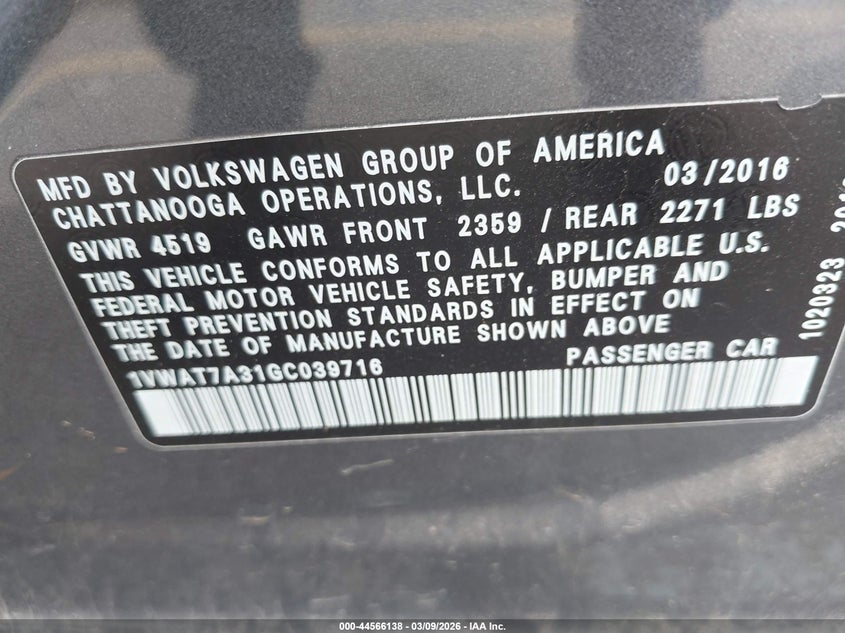 MFD BY VOLKSWAGEN GROUP OF AMERICA
CHATTANOOGA OPERATIONS, LLC. 03/2016
GVWR 4519 GAWR FRONT 2359 / REAR 2271 LBS
THIS VEHICLE CONFORMS TO ALL APPLICABLE U.S.
FEDERAL MOTOR VEHICLE SAFETY, BUMPER AND
THEFT PREVENTION STANDARDS IN EFFECT ON
THE DATE OF MANUFACTURE SHOWN ABOVE
1VWAT7A31GC039716 PASSENGER CAR
1020323
000-44566138 - 03/09/2026 - IAA Inc.